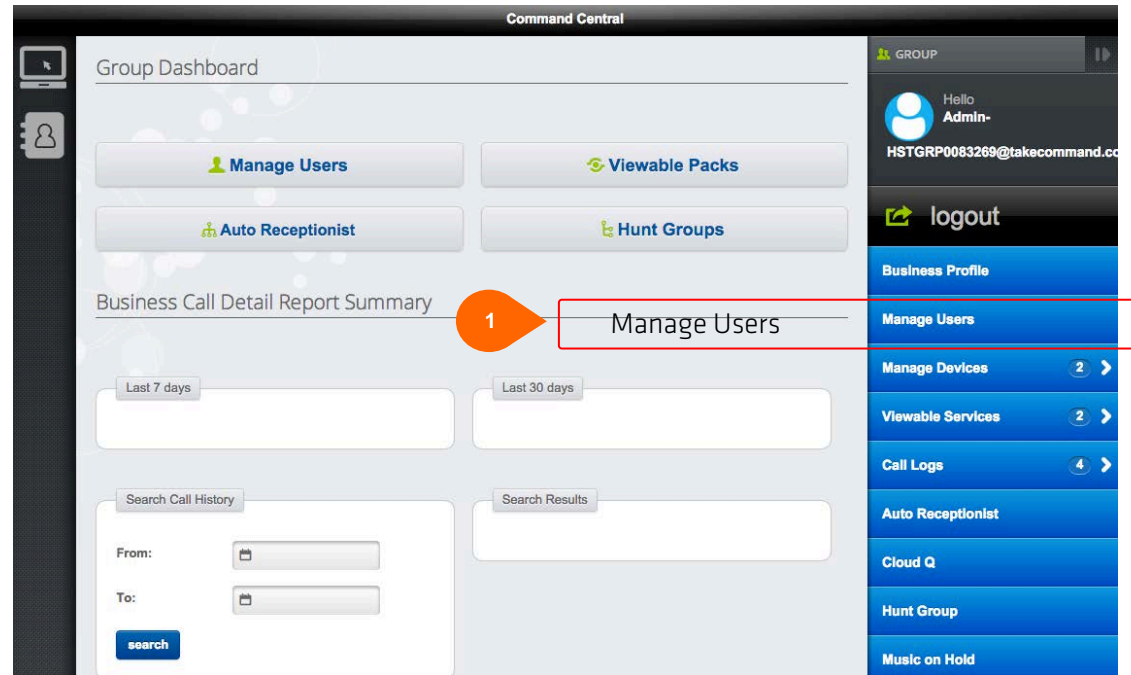 Command Central
Group Dashboard
Manage Users
Viewable Packs
Auto Receptionist
Hunt Groups
Business Call Detail Report Summary
1
Manage Users
Last 7 days
Last 30 days
Search Call History
Search Results
From:
To:
search
GROUP
Hello
Admin-
HSTGRP0083269@takecommand.co
logout
Business Profile
Manage Users
Manage Devices 2
Viewable Services 2
Call Logs 4
Auto Receptionist
Cloud Q
Hunt Group
Music on Hold